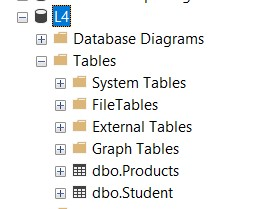 L4
Database Diagrams
Tables
System Tables
FileTables
External Tables
Graph Tables
dbo.Products
dbo.Student